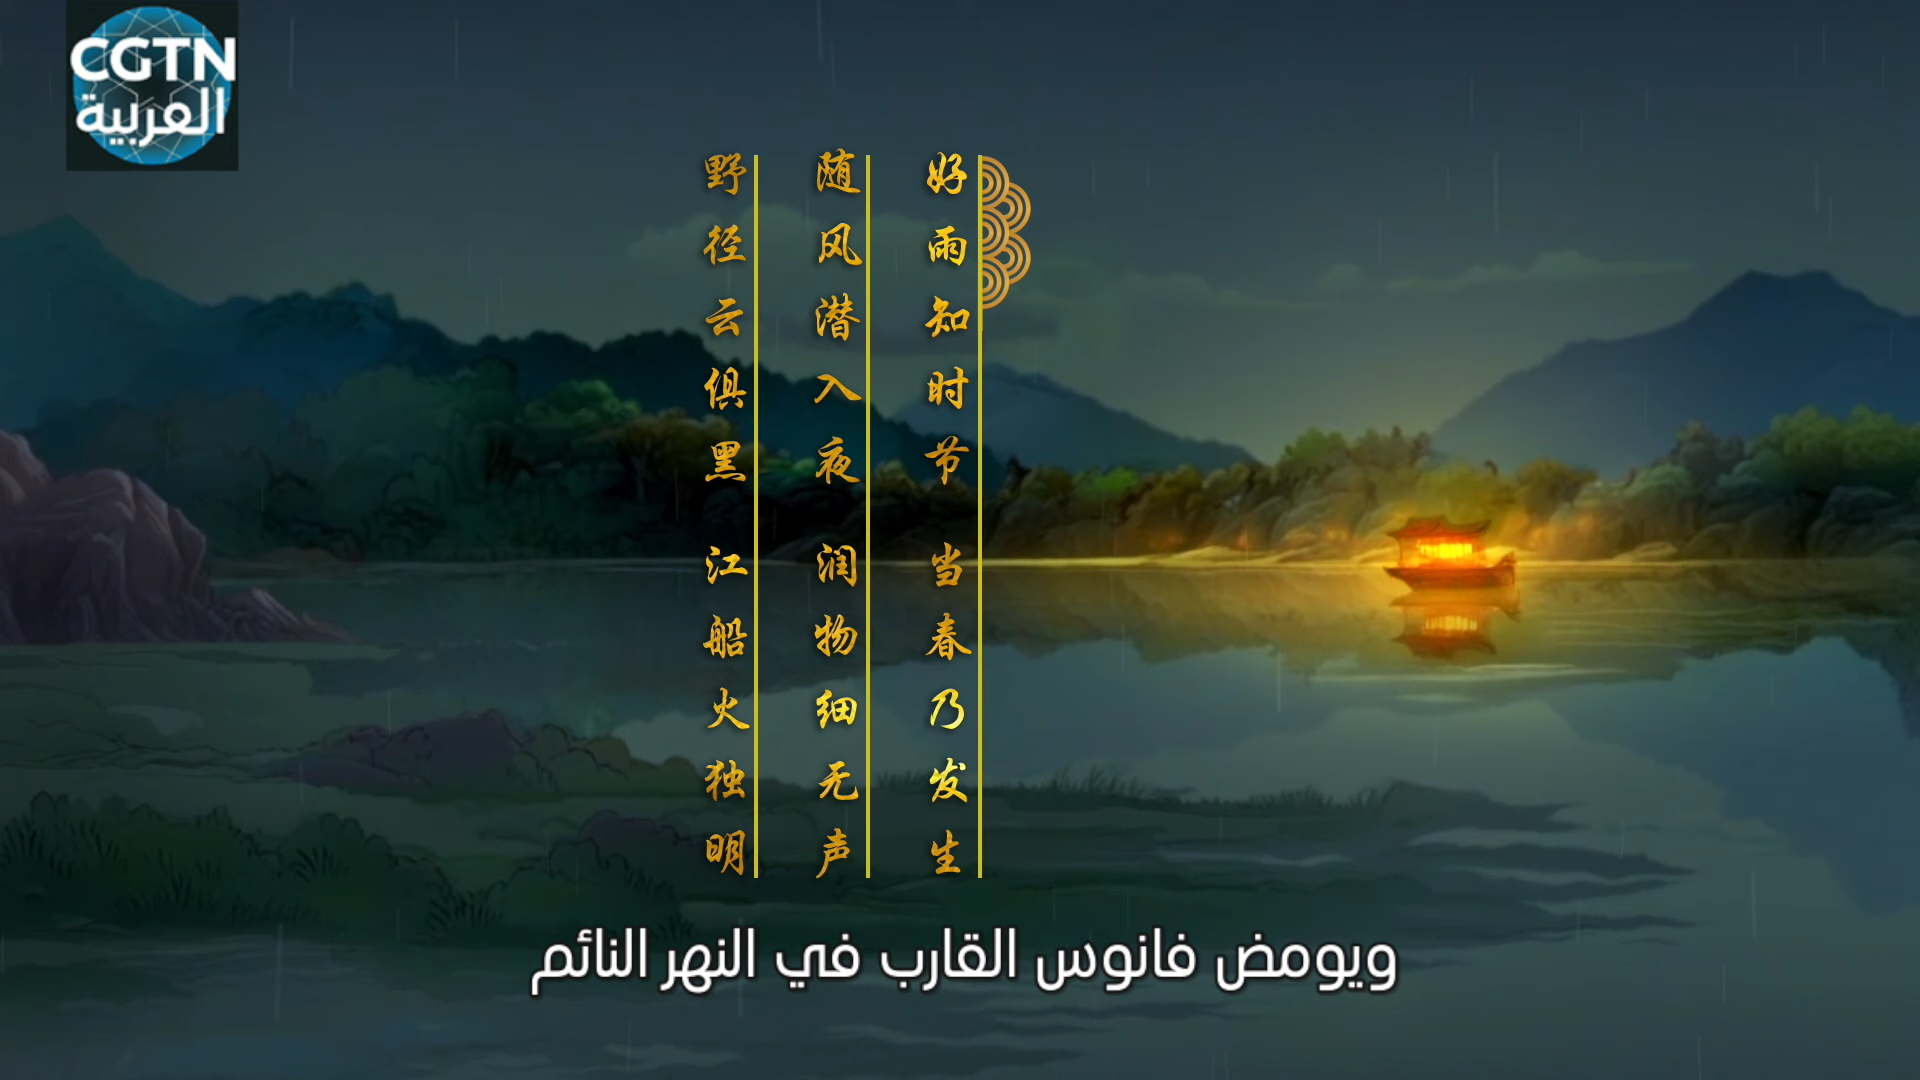 CGTN
العربية
好雨知时节 当春乃发生
随风潜入夜 润物细无声
野径云俱黑 江船火独明
ويومض فانوس القارب في النهر النائم